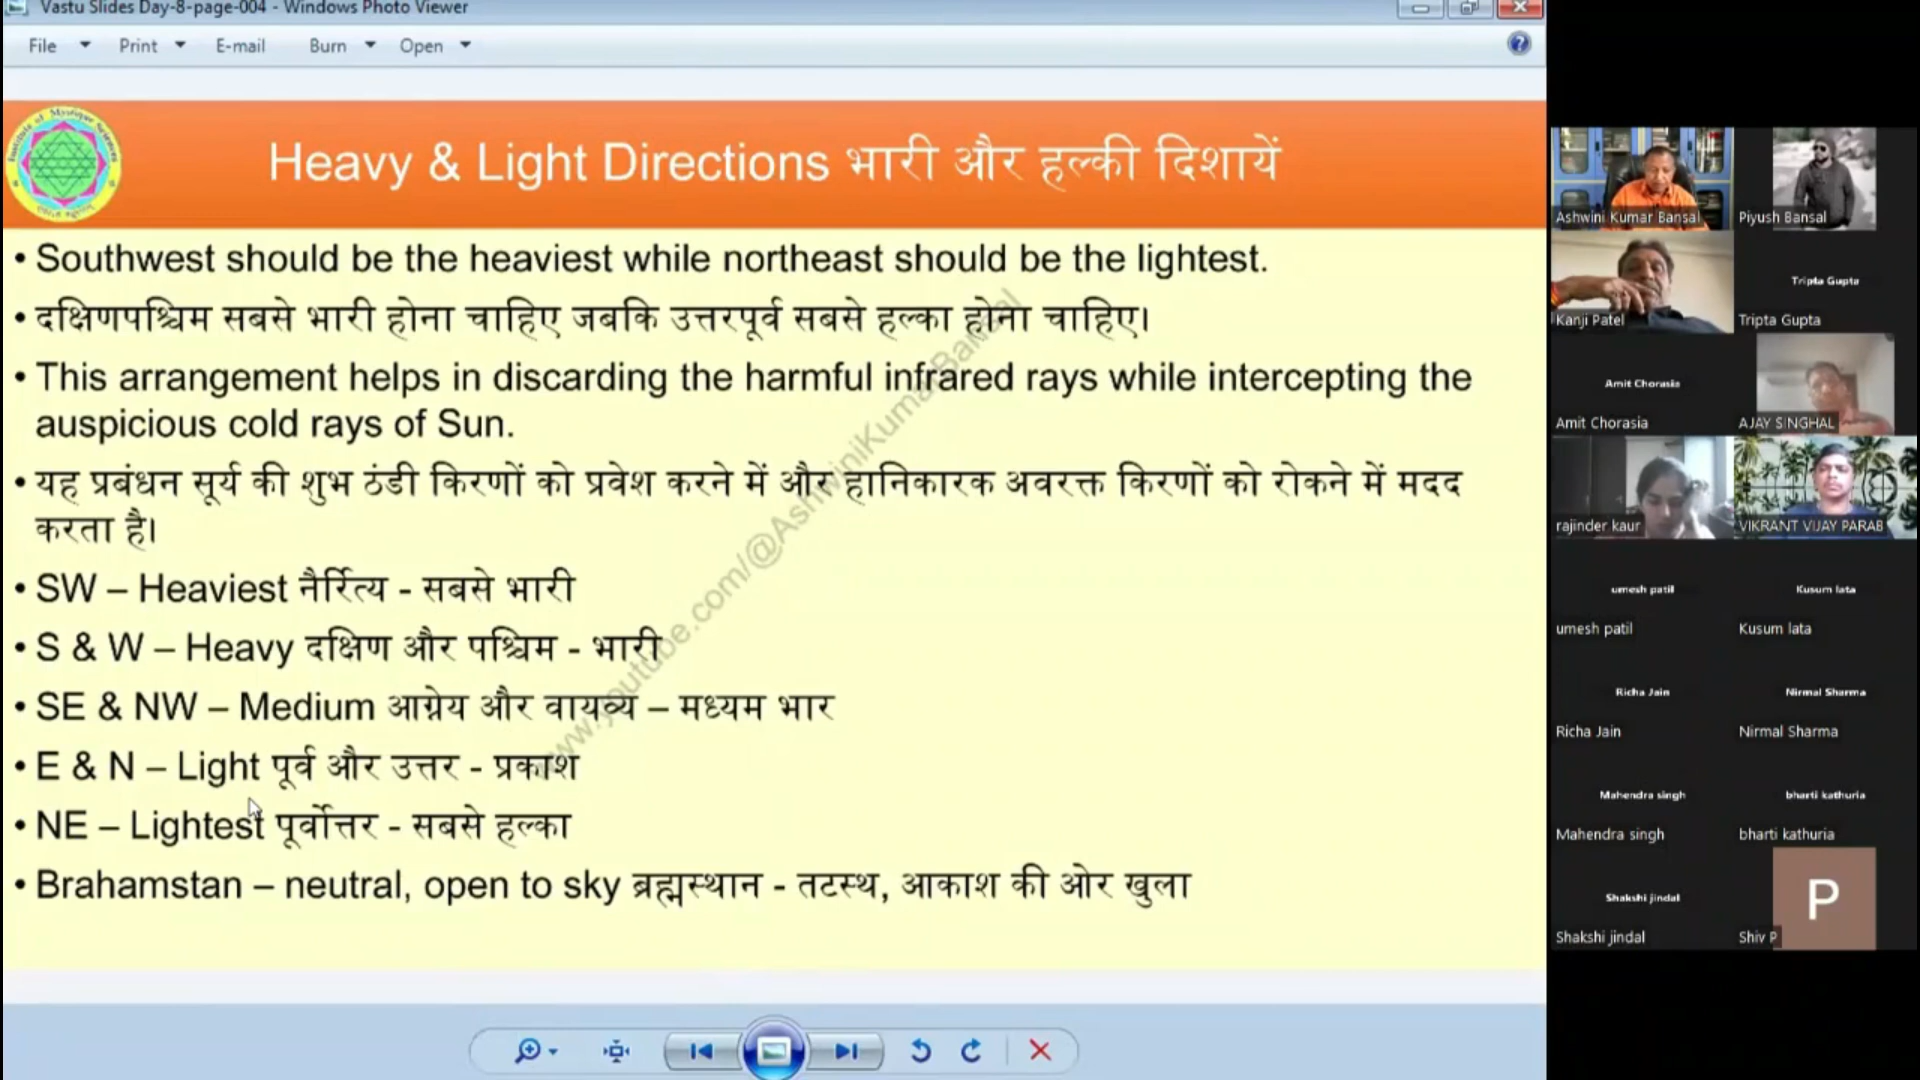 Vastu Slides Day-8-page-004 - Windows Photo Viewer
File Print E-mail Burn Open
Heavy & Light Directions भारी और हल्की दिशायें
• Southwest should be the heaviest while northeast should be the lightest.
• दक्षिणपश्चिम सबसे भारी होना चाहिए जबकि उत्तरपूर्व सबसे हल्का होना चाहिए।
• This arrangement helps in discarding the harmful infrared rays while intercepting the
auspicious cold rays of Sun.
• यह प्रबंधन सूर्य की शुभ ठंडी किरणों को प्रवेश करने में और हानिकारक अवरक्त किरणों को रोकने में मदद
करता है।
• SW – Heaviest नैर्रित्य - सबसे भारी
• S & W – Heavy दक्षिण और पश्चिम - भारी
• SE & NW – Medium आग्नेय और वायव्य – मध्यम भार
• E & N – Light पूर्व और उत्तर - प्रकाश
• NE – Lightest पूर्वोत्तर - सबसे हल्का
• Brahamstan – neutral, open to sky ब्रह्मस्थान - तटस्थ, आकाश की ओर खुला
www.youtube.com/@AshwiniKumarBansal
Institute of Mystique Sciences
Ashwini Kumar Bansal
Piyush Bansal
Kanji Patel
Tripta Gupta
Tripta Gupta
Amit Chorasia
Amit Chorasia
AJAY SINGHAL
rajinder kaur
VIKRANT VIJAY PARAB
umesh patil
umesh patil
Kusum lata
Kusum lata
Richa Jain
Richa Jain
Nirmal Sharma
Nirmal Sharma
Mahendra singh
Mahendra singh
bharti kathuria
bharti kathuria
Shakshi jindal
Shakshi jindal
P
Shiv P